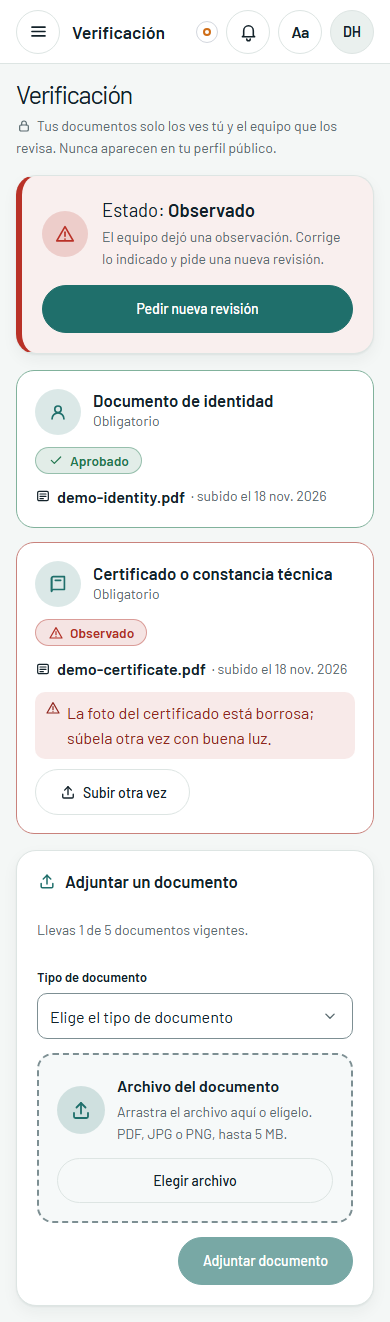 Verificación
Aa
DH
Verificación
Tus documentos solo los ves tú y el equipo que los
revisa. Nunca aparecen en tu perfil público.
Estado: Observado
El equipo dejó una observación. Corrige
lo indicado y pide una nueva revisión.
Pedir nueva revisión
Documento de identidad
Obligatorio
Aprobado
demo-identity.pdf · subido el 18 nov. 2026
Certificado o constancia técnica
Obligatorio
Observado
demo-certificate.pdf · subido el 18 nov. 2026
La foto del certificado está borrosa;
súbela otra vez con buena luz.
Subir otra vez
Adjuntar un documento
Llevas 1 de 5 documentos vigentes.
Tipo de documento
Elige el tipo de documento
Archivo del documento
Arrastra el archivo aquí o elígelo.
PDF, JPG o PNG, hasta 5 MB.
Elegir archivo
Adjuntar documento